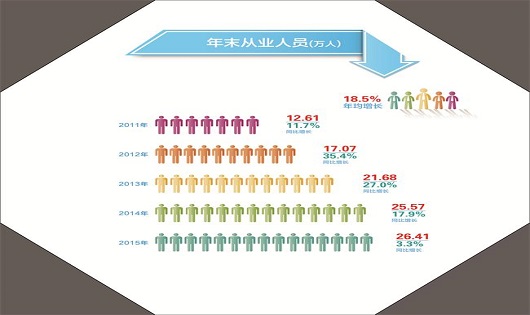 年末从业人员(万人)
18.5%
年均增长
2011年
12.61
11.7%
同比增长
2012年
17.07
35.4%
同比增长
2013年
21.68
27.0%
同比增长
2014年
25.57
17.9%
同比增长
2015年
26.41
3.3%
同比增长